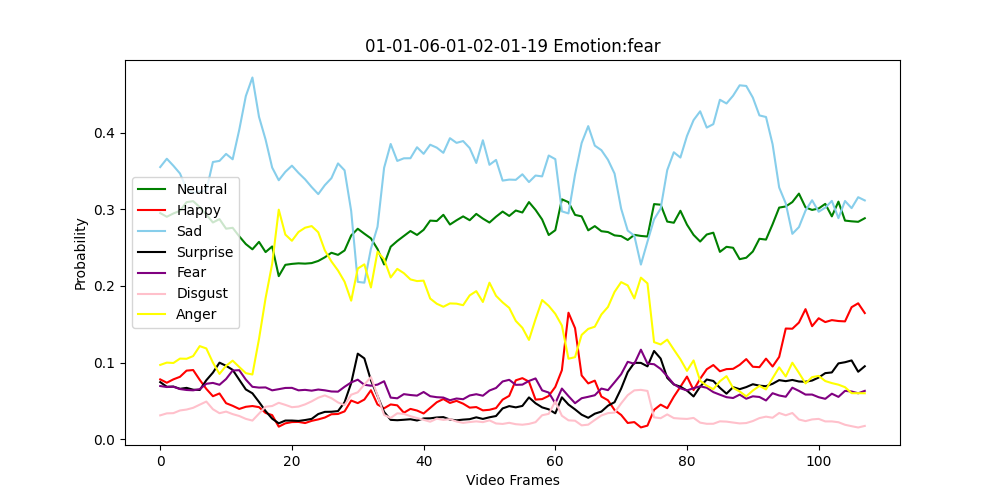 01-01-06-01-02-01-19 Emotion:fear
Probability
0.4
0.3
0.2
0.1
0.0
Neutral
Happy
Sad
Surprise
Fear
Disgust
Anger
0 20 40 60 80 100
Video Frames